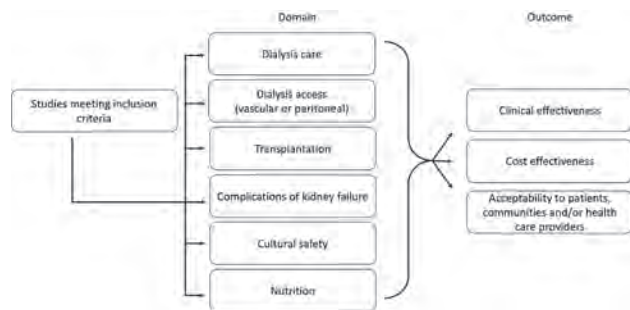 Domain
Outcome
Dialysis care
Dialysis access
(vascular or peritoneal)
Studies meeting inclusion
criteria
Transplantation
Complications of kidney failure
Cultural safety
Nutrition
Clinical effectiveness
Cost effectiveness
Acceptability to patients,
communities and/or health
care providers